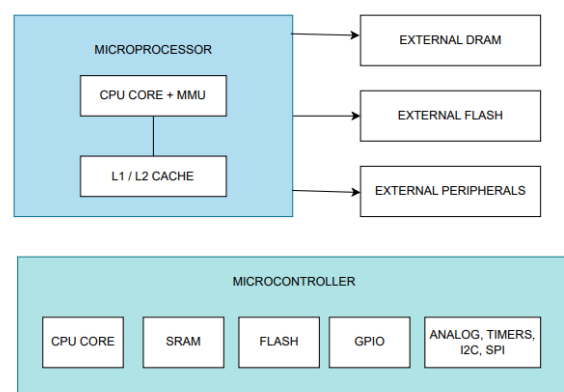 MICROPROCESSOR
CPU CORE + MMU
L1 / L2 CACHE
EXTERNAL DRAM
EXTERNAL FLASH
EXTERNAL PERIPHERALS
MICROCONTROLLER
CPU CORE
SRAM
FLASH
GPIO
ANALOG, TIMERS,
I2C, SPI